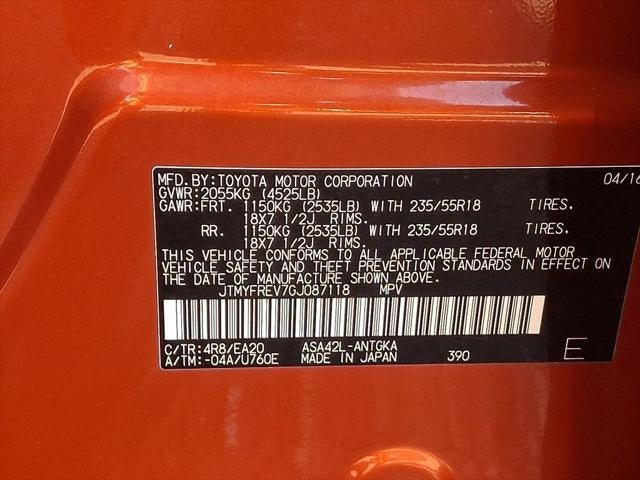 MFD.BY:TOYOTA MOTOR CORPORATION 04/16
GVWR:2055KG (4525LB)
GAWR:FRT. 1150KG (2535LB) WITH 235/55R18 TIRES.
18X7 1/2J RIMS.
RR. 1150KG (2535LB) WITH 235/55R18 TIRES.
18X7 1/2J RIMS.
THIS VEHICLE CONFORMS TO ALL APPLICABLE FEDERAL MOTOR
VEHICLE SAFETY AND THEFT PREVENTION STANDARDS IN EFFECT ON
THE DATE OF MANUFACTURE SHOWN ABOVE.
JTMYFREV7GJ087118 MPV
C/TR:4R8/EA20 ASA42L-ANTGKA
A/TM:-04A/U760E MADE IN JAPAN 390 E